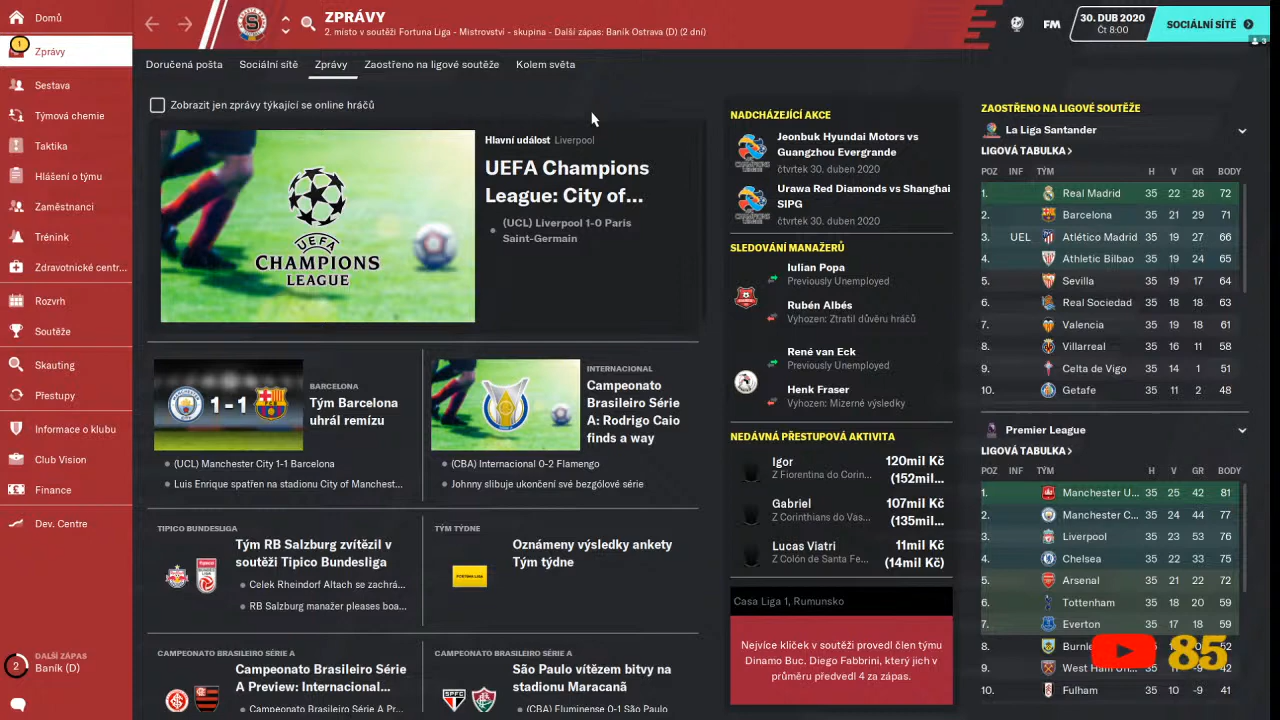 Domů
1
Zprávy
Sestava
Týmová chemie
Taktika
Hlášení o týmu
Zaměstnanci
Trénink
Zdravotnické centr...
Rozvrh
Soutěže
Skauting
Přestupy
Informace o klubu
Club Vision
Finance
Dev. Centre
2
DALŠÍ ZÁPAS
Baník (D)
ZPRÁVY
2. místo v soutěži Fortuna Liga - Mistrovství - skupina - Další zápas: Baník Ostrava (D) (2 dní)
FM
30. DUB 2020
Čt 8:00
SOCIÁLNÍ SÍTĚ
3
Doručená pošta
Sociální sítě
Zprávy
Zaostřeno na ligové soutěže
Kolem světa
Zobrazit jen zprávy týkající se online hráčů
UEFA
CHAMPIONS
LEAGUE
Hlavní událost Liverpool
UEFA Champions
League: City of...
(UCL) Liverpool 1-0 Paris
Saint-Germain
1-1
BARCELONA
Tým Barcelona
uhrál remízu
(UCL) Manchester City 1-1 Barcelona
Luis Enrique spatřen na stadionu City of Manchest...
INTERNACIONAL
Campeonato
Brasileiro Série
A: Rodrigo Caio
finds a way
(CBA) Internacional 0-2 Flamengo
Johnny slibuje ukončení své bezgólové série
TIPICO BUNDESLIGA
Tým RB Salzburg zvítězil v
soutěži Tipico Bundesliga
Celek Rheindorf Altach se zachrá...
RB Salzburg manažer pleases boa...
TÝM TÝDNE
FORTUNA:LIGA
Oznámeny výsledky ankety
Tým týdne
CAMPEONATO BRASILEIRO SÉRIE A
Campeonato Brasileiro Série
A Preview: Internacional...
Campeonato Brasileiro Série A Pr...
CAMPEONATO BRASILEIRO SÉRIE A
São Paulo vítězem bitvy na
stadionu Maracanã
(CBA) Fluminense 0-1 São Paulo
NADCHÁZEJÍCÍ AKCE
Jeonbuk Hyundai Motors vs
Guangzhou Evergrande
čtvrtek 30. duben 2020
Urawa Red Diamonds vs Shanghai
SIPG
čtvrtek 30. duben 2020
SLEDOVÁNÍ MANAŽERŮ
Iulian Popa
Previously Unemployed
Rubén Albés
Vyhozen: Ztratil důvěru hráčů
René van Eck
Previously Unemployed
Henk Fraser
Vyhozen: Mizerné výsledky
NEDÁVNÁ PŘESTUPOVÁ AKTIVITA
Igor 120mil Kč
Z Fiorentina do Corin... (152mil...
Gabriel 107mil Kč
Z Corinthians do Vas... (135mil...
Lucas Viatri 11mil Kč
Z Colón de Santa Fe... (14mil Kč)
Casa Liga 1, Rumunsko
Nejvíce kliček v soutěži provedl člen týmu
Dinamo Buc. Diego Fabbrini, který jich v
průměru předvedl 4 za zápas.
ZAOSTŘENO NA LIGOVÉ SOUTĚŽE
La Liga Santander
LIGOVÁ TABULKA >
POZ INF TÝM H V GR BODY
1. Real Madrid 35 22 28 72
2. Barcelona 35 21 29 71
3. UEL Atlético Madrid 35 19 27 66
4. Athletic Bilbao 35 19 24 65
5. Sevilla 35 19 17 64
6. Real Sociedad 35 18 18 63
7. Valencia 35 19 18 61
8. Villarreal 35 16 11 58
9. Celta de Vigo 35 14 1 51
10. Getafe 35 11 2 48
Premier League
LIGOVÁ TABULKA >
POZ INF TÝM H V GR BODY
1. Manchester U... 35 25 42 81
2. Manchester C... 35 24 44 77
3. Liverpool 35 23 53 76
4. Chelsea 35 22 33 75
5. Arsenal 35 21 22 72
6. Tottenham 35 18 20 59
7. Everton 35 17 18 59
8. Burnle
9. West Ham Un... 42
10. Fulham 35 10 -9 41
85